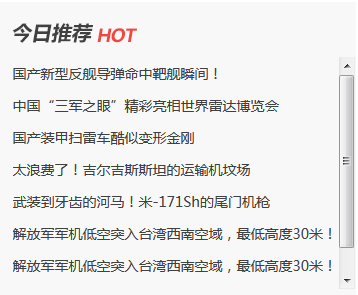 今日推荐 HOT
国产新型反舰导弹命中靶舰瞬间！
中国“三军之眼”精彩亮相世界雷达博览会
国产装甲扫雷车酷似变形金刚
太浪费了！吉尔吉斯斯坦的运输机坟场
武装到牙齿的河马！米-171Sh的尾门机枪
解放军军机低空突入台湾西南空域，最低高度30米！
解放军军机低空突入台湾西南空域，最低高度30米！